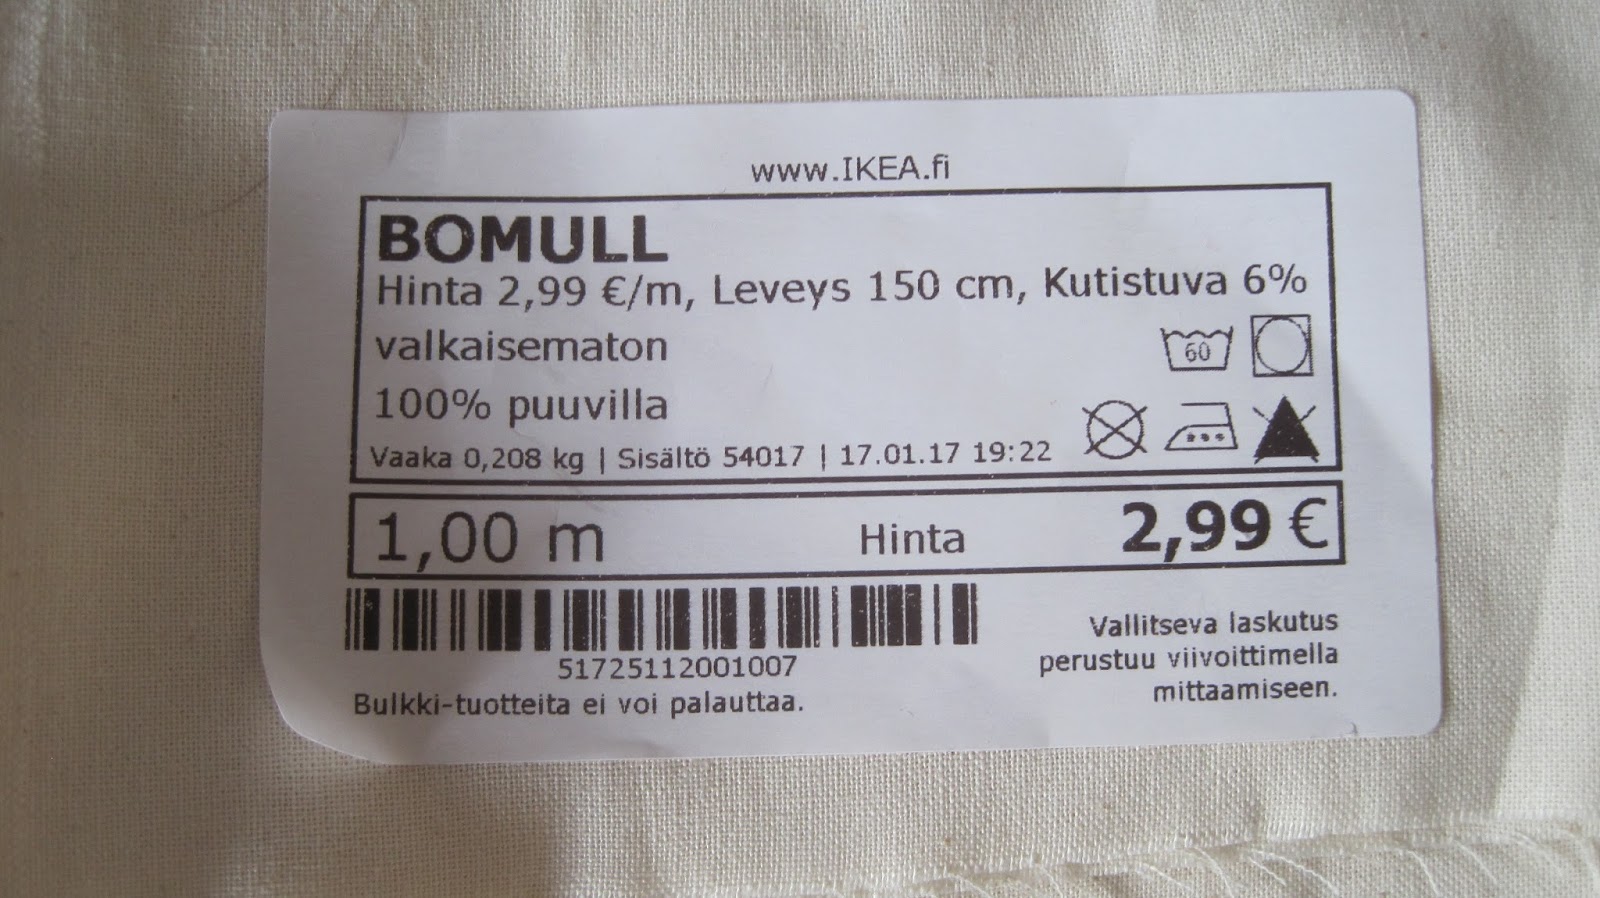 www.IKEA.fi
BOMULL
Hinta 2,99 €/m, Leveys 150 cm, Kutistuva 6%
valkaisematon
60
100% puuvilla
Vaaka 0,208 kg | Sisältö 54017 | 17.01.17 19:22
1,00 m Hinta 2,99 €
51725112001007
Bulkki-tuotteita ei voi palauttaa.
Vallitseva laskutus
perustuu viivoittimella
mittaamiseen.